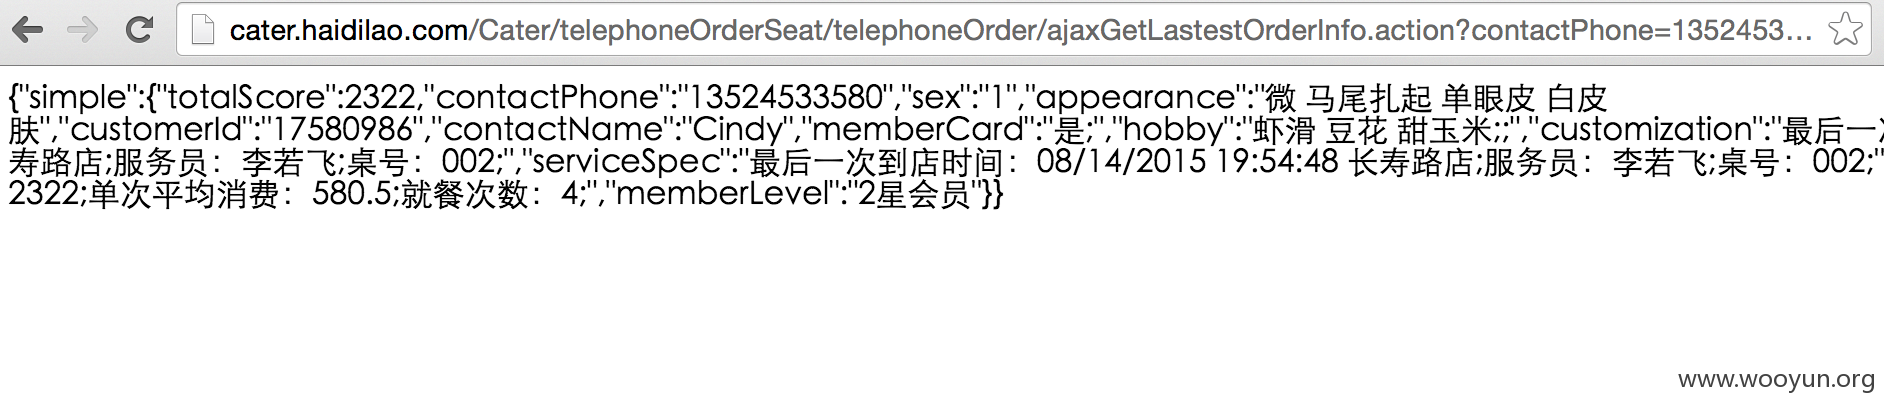 cater.haidilao.com/Cater/telephoneOrderSeat/telephoneOrder/ajaxGetLastestOrderInfo.action?contactPhone=1352453...
{"simple":{"totalScore":2322,"contactPhone":"13524533580","sex":"1","appearance":"微 马尾扎起 单眼皮 白皮
肤","customerId":"17580986","contactName":"Cindy","memberCard":"是;","hobby":"虾滑 豆花 甜玉米;;","customization":"最后一次
寿路店;服务员：李若飞;桌号：002;","serviceSpec":"最后一次到店时间：08/14/2015 19:54:48 长寿路店;服务员：李若飞;桌号：002;"
2322;单次平均消费：580.5;就餐次数：4;","memberLevel":"2星会员"}}
www.wooyun.org